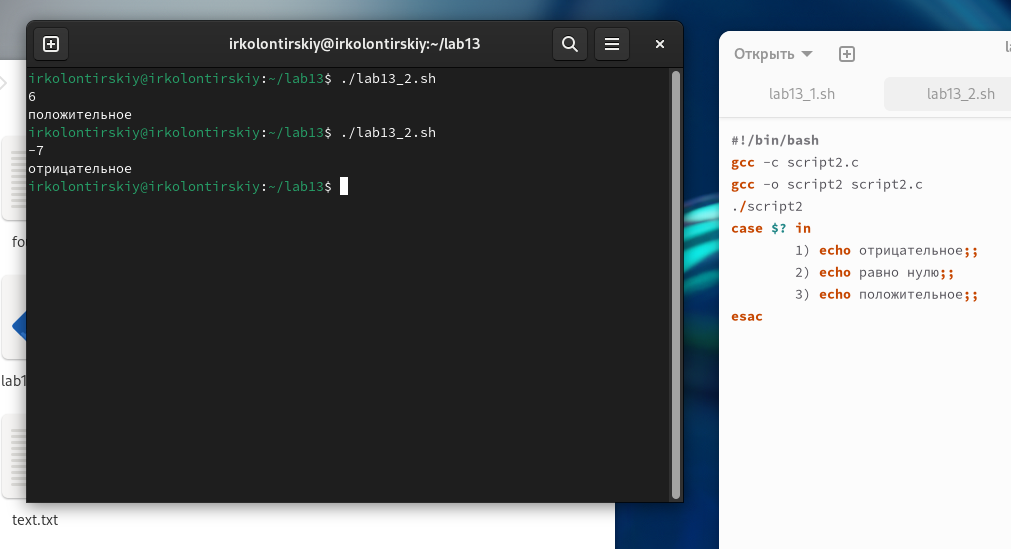 irkolontirskiy@irkolontirskiy:~/lab13
irkolontirskiy@irkolontirskiy:~/lab13$ ./lab13_2.sh
6
положительное
irkolontirskiy@irkolontirskiy:~/lab13$ ./lab13_2.sh
-7
отрицательное
irkolontirskiy@irkolontirskiy:~/lab13$
text.txt
Открыть
lab13_1.sh
lab13_2.sh
#!/bin/bash
gcc -c script2.c
gcc -o script2 script2.c
./script2
case $? in
1) echo отрицательное;;
2) echo равно нулю;;
3) echo положительное;;
esac